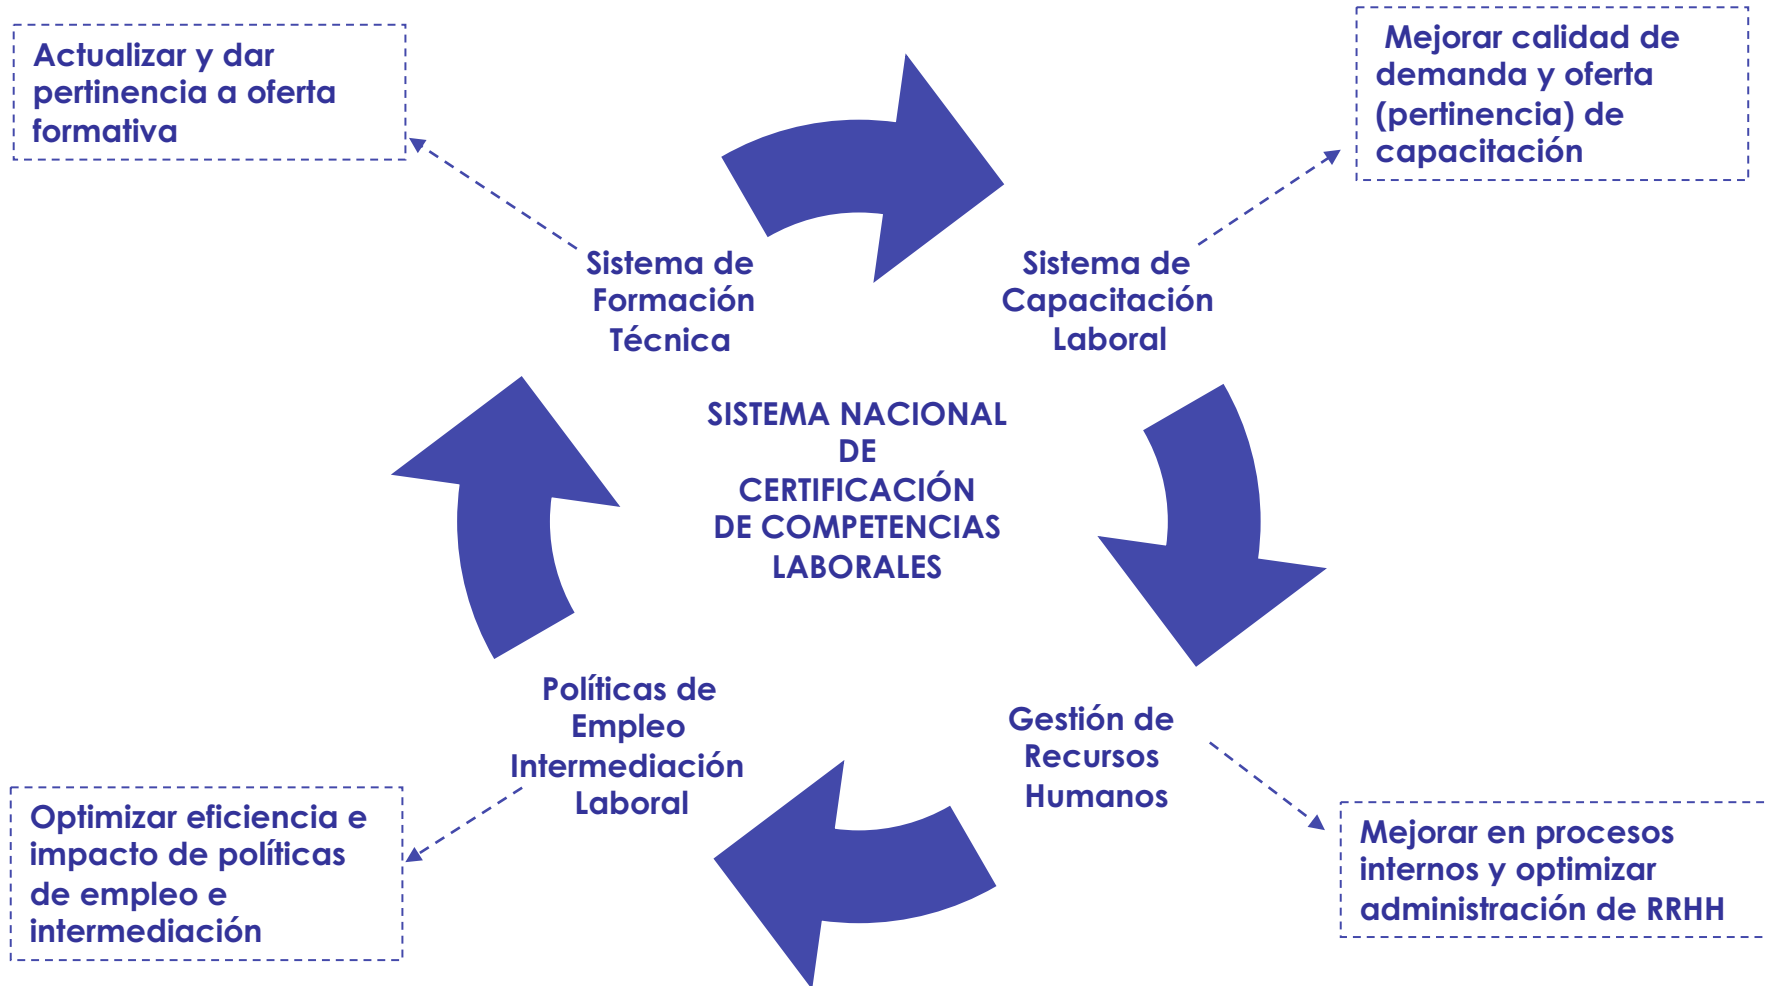 Actualizar y dar
pertinencia a oferta
formativa
Mejorar calidad de
demanda y oferta
(pertinencia) de
capacitación
Sistema de
Formación
Técnica
Sistema de
Capacitación
Laboral
SISTEMA NACIONAL
DE
CERTIFICACIÓN
DE COMPETENCIAS
LABORALES
Políticas de
Empleo
Intermediación
Laboral
Gestión de
Recursos
Humanos
Optimizar eficiencia e
impacto de políticas
de empleo e
intermediación
Mejorar en procesos
internos y optimizar
administración de RRHH